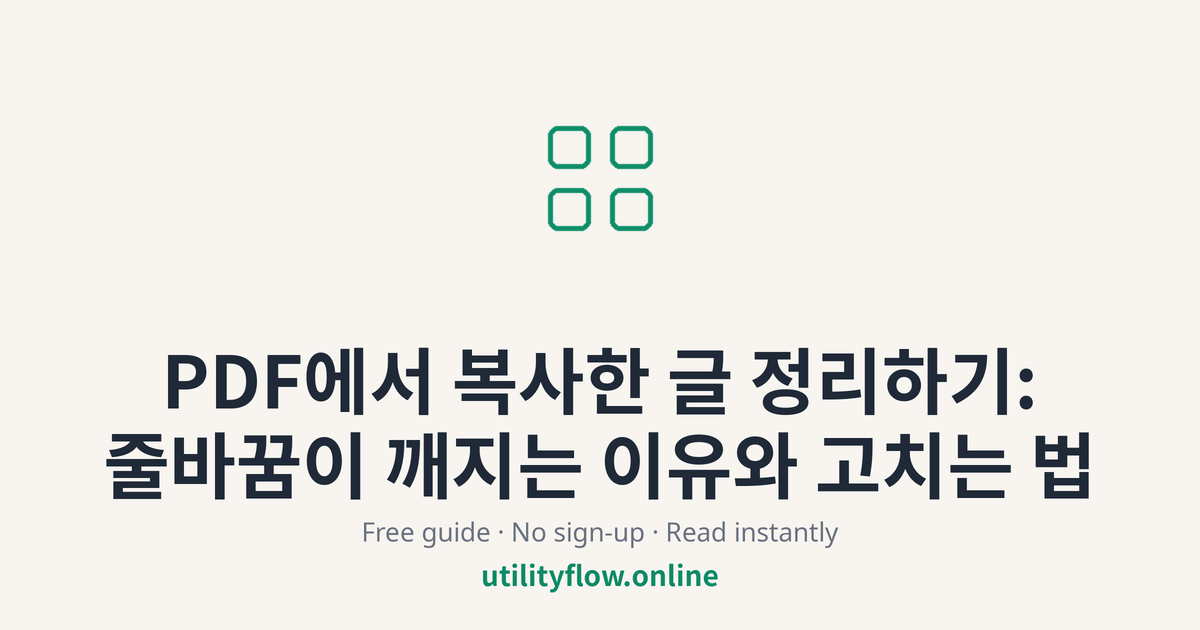 PDF에서 복사한 글 정리하기:
줄바꿈이 깨지는 이유와 고치는 법
Free guide · No sign-up · Read instantly
utilityflow.online